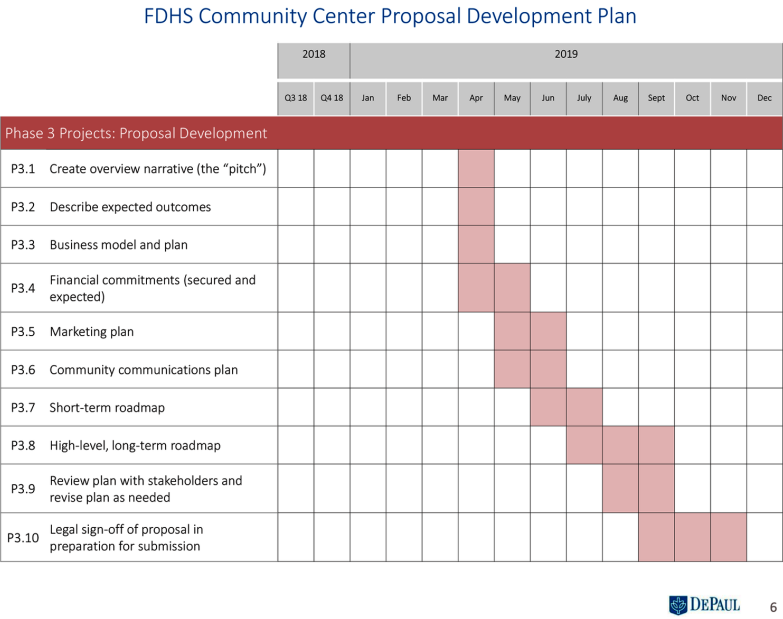 FDHS Community Center Proposal Development Plan
2018 2019
Q3 18 Q4 18 Jan Feb Mar Apr May Jun July Aug Sept Oct Nov Dec
Phase 3 Projects: Proposal Development
P3.1 Create overview narrative (the “pitch”)
P3.2 Describe expected outcomes
P3.3 Business model and plan
P3.4 Financial commitments (secured and
expected)
P3.5 Marketing plan
P3.6 Community communications plan
P3.7 Short-term roadmap
P3.8 High-level, long-term roadmap
P3.9 Review plan with stakeholders and
revise plan as needed
P3.10 Legal sign-off of proposal in
preparation for submission
DEPAUL 6